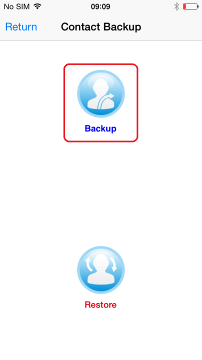 No SIM 09:09
Return Contact Backup
Backup
Restore